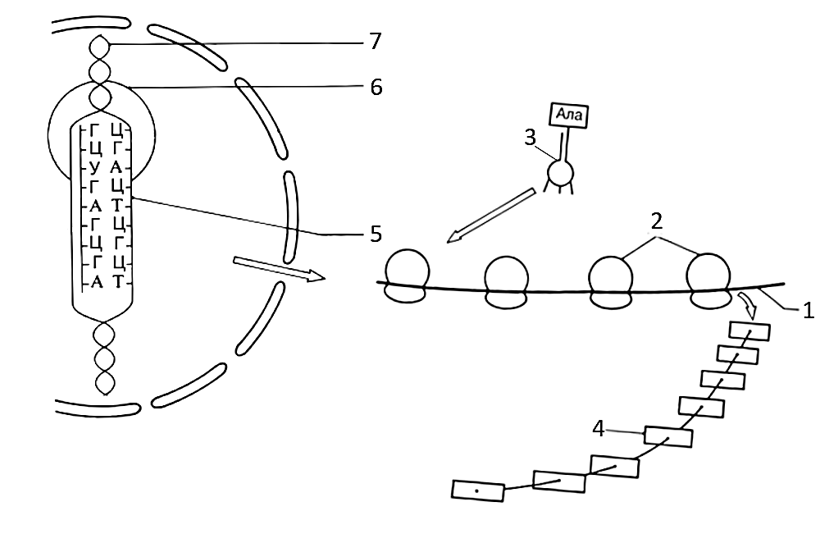 7
6
Г Ц
Ц Г
У А
Г Ц
А Т
Г Ц
Ц Г
Г Ц
А Т
5
Ала
3
2
1
4